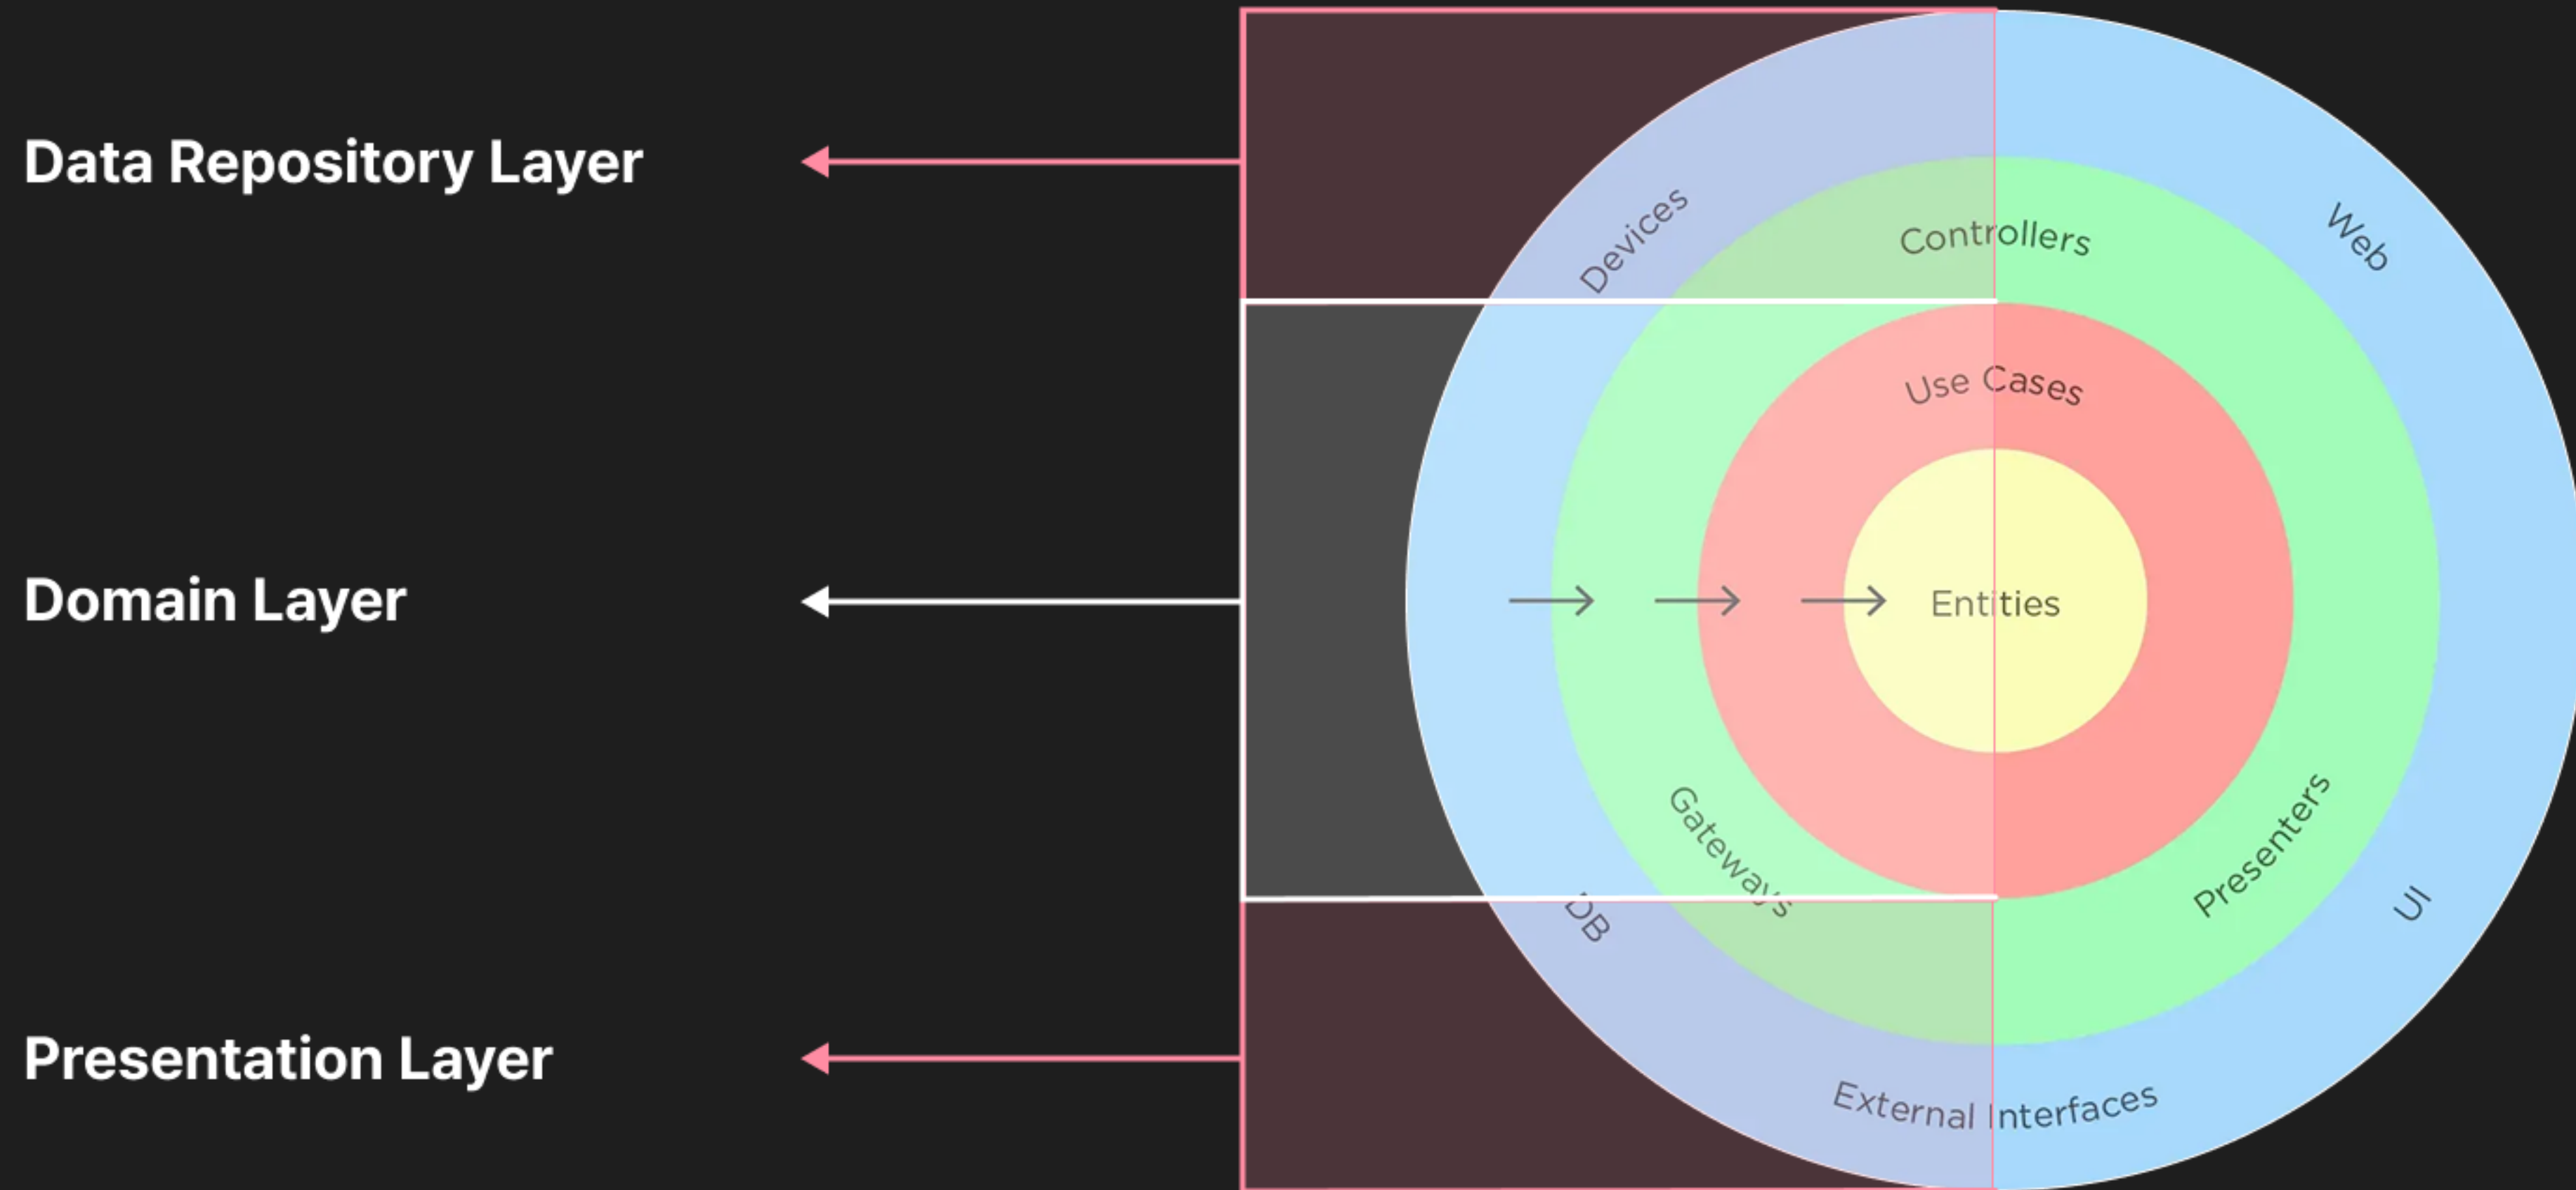 Data Repository Layer
Domain Layer
Presentation Layer
Devices
Controllers
Web
Use Cases
Entities
Gateways
Presenters
DB
UI
External Interfaces